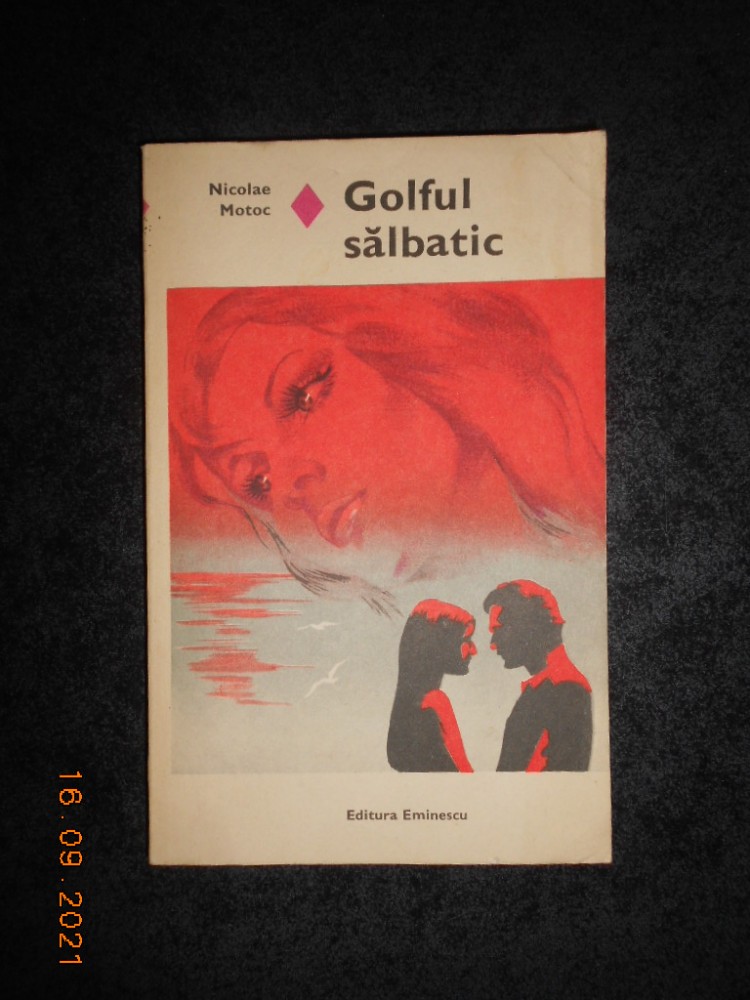 Nicolae
Motoc
Golful
sălbatic
Editura Eminescu
16.09.2021